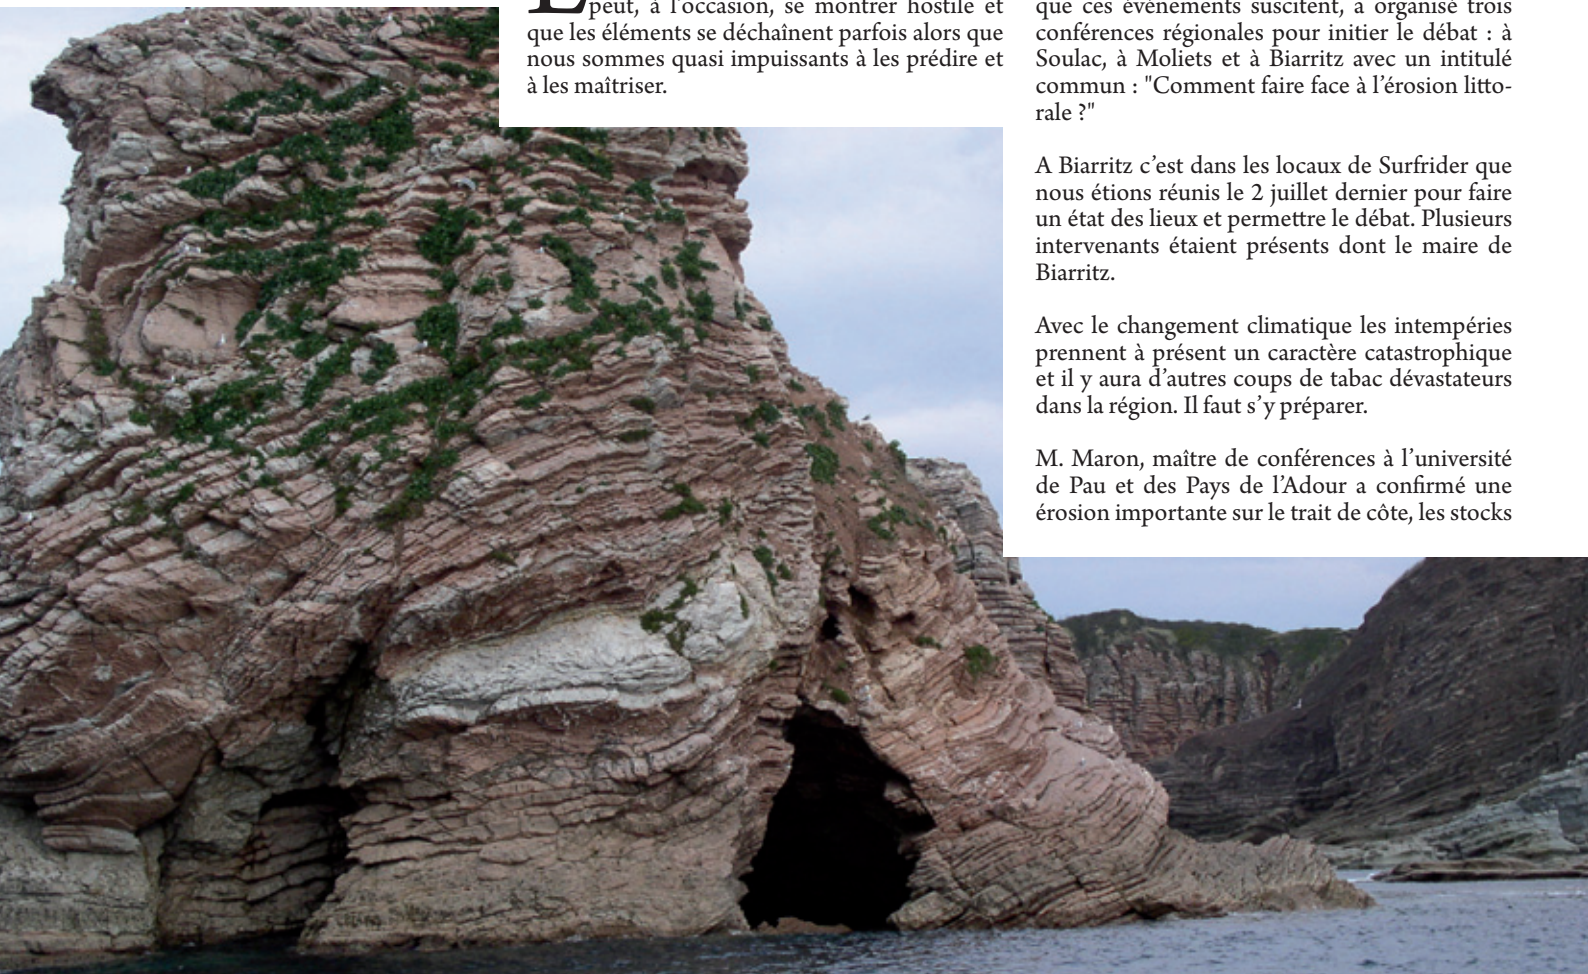 peut, à l'occasion, se montrer hostile et
que les éléments se déchaînent parfois alors que
nous sommes quasi impuissants à les prédire et
à les maîtriser.
que ces événements suscitent, a organisé trois
conférences régionales pour initier le débat : à
Soulac, à Moliets et à Biarritz avec un intitulé
commun : "Comment faire face à l'érosion litto-
rale ?"
A Biarritz c'est dans les locaux de Surfrider que
nous étions réunis le 2 juillet dernier pour faire
un état des lieux et permettre le débat. Plusieurs
intervenants étaient présents dont le maire de
Biarritz.
Avec le changement climatique les intempéries
prennent à présent un caractère catastrophique
et il y aura d'autres coups de tabac dévastateurs
dans la région. Il faut s'y préparer.
M. Maron, maître de conférences à l'université
de Pau et des Pays de l'Adour a confirmé une
érosion importante sur le trait de côte, les stocks